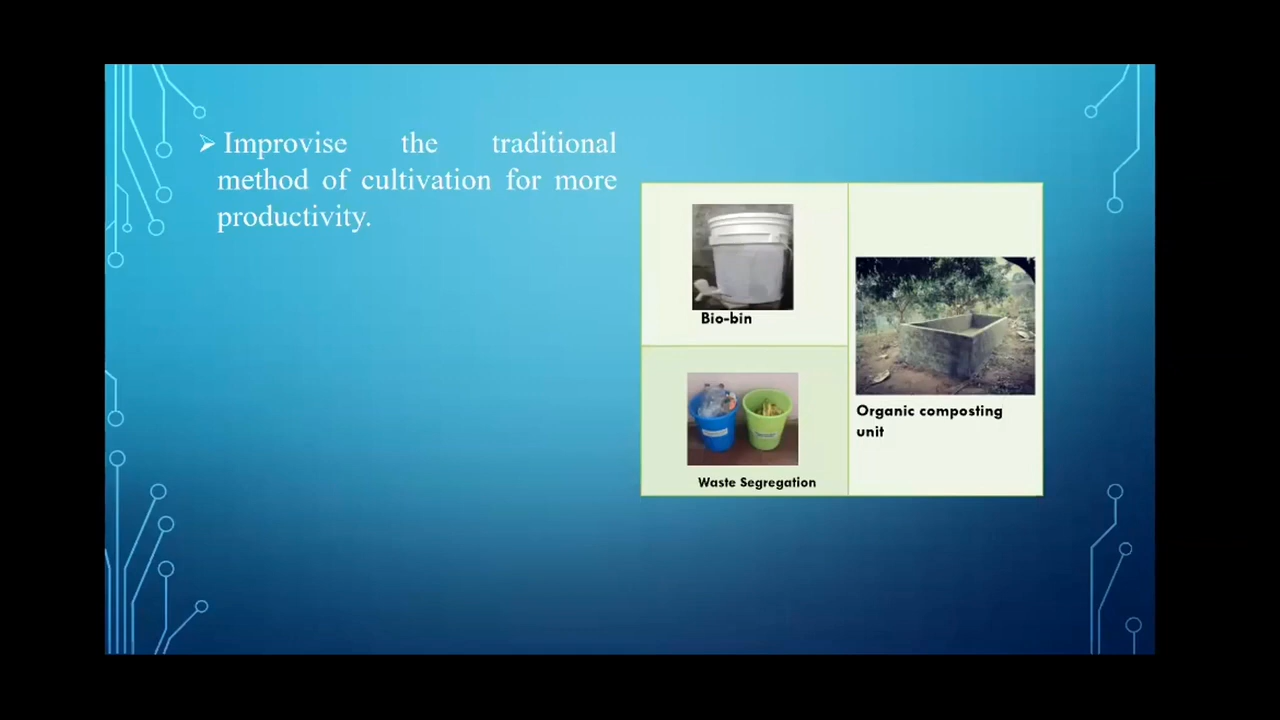 Improvise the traditional
method of cultivation for more
productivity.
Bio-bin
Waste Segregation
Organic composting
unit